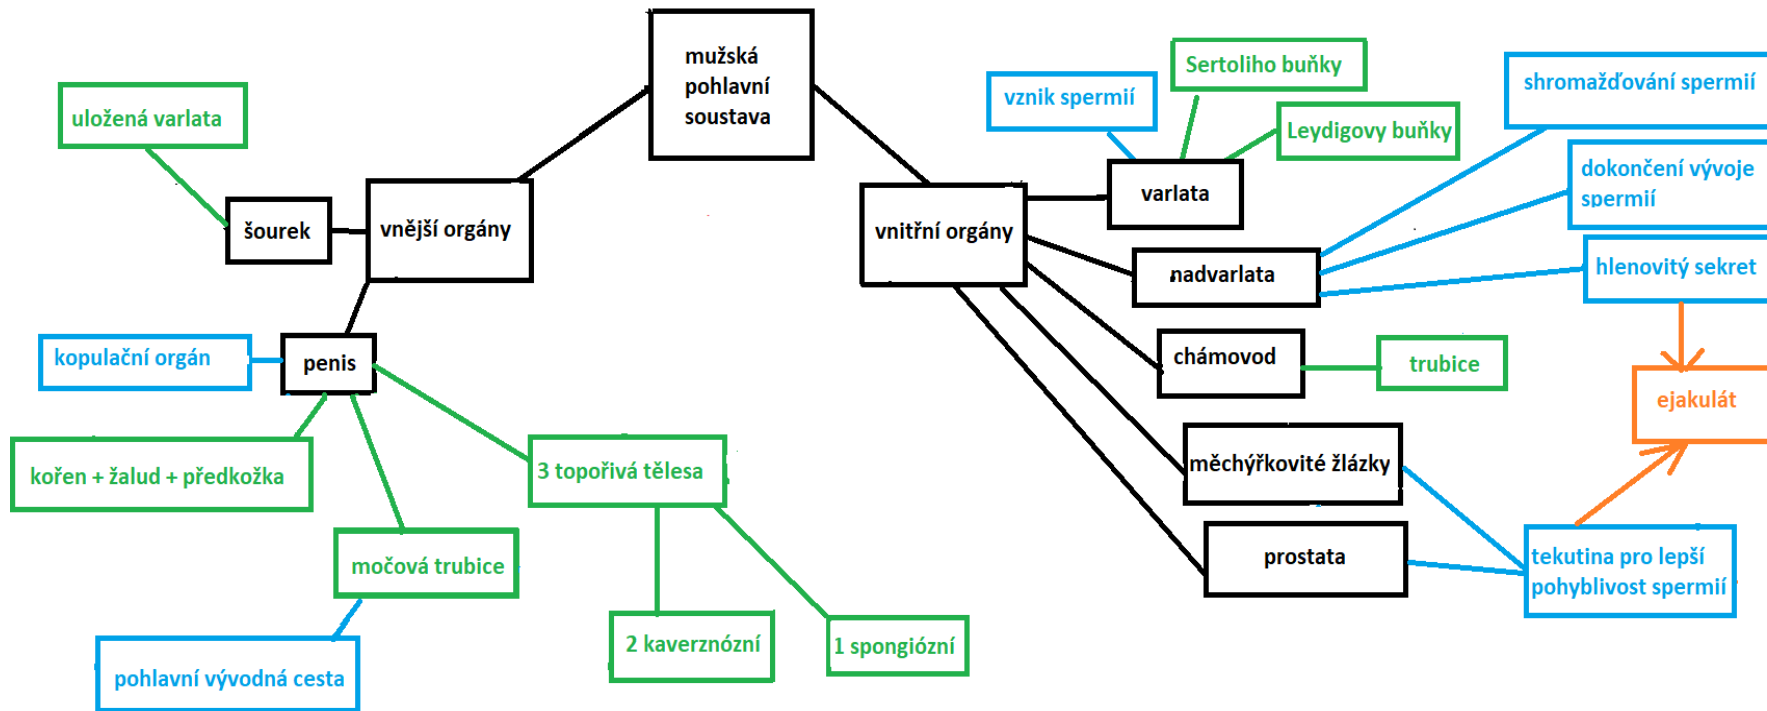 mužská
pohlavní
soustava
uložená varlata
šourek
vnější orgány
kopulační orgán
penis
kořen + žalud + předkožka
3 topořivá tělesa
močová trubice
2 kaverznózní
1 spongiózní
pohlavní vývodná cesta
vnitřní orgány
vznik spermií
Sertoliho buňky
Leydigovy buňky
varlata
shromažďování spermií
dokončení vývoje
spermií
nadvarlata
hlenovitý sekret
chámovod
trubice
ejakulát
měchýřkovité žlázky
prostata
tekutina pro lepší
pohyblivost spermií